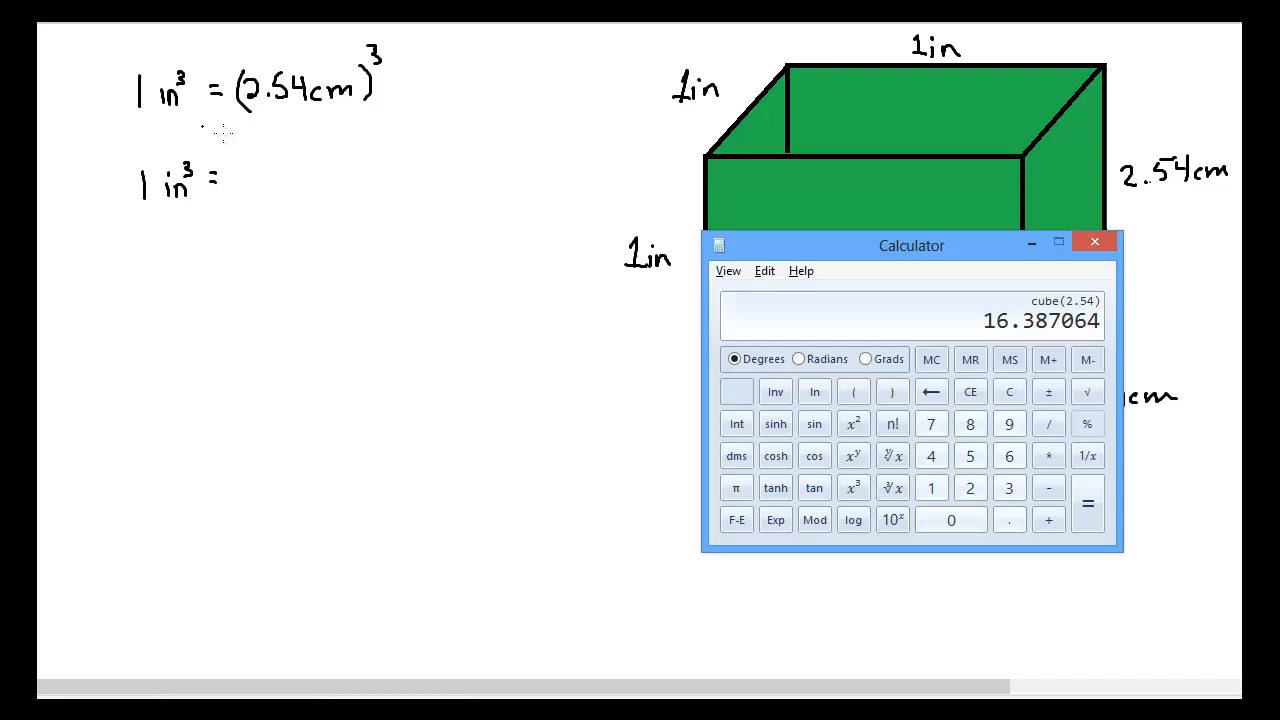 1 in³ = (2.54cm)³
1 in³ =
1in
1in
2.54cm
1in
cm
Calculator
View Edit Help
cube(2.54)
16.387064
Degrees Radians Grads MC MR MS M+ M-
Inv ln ( ) ← CE C ± √
Int sinh sin x² n! 7 8 9 / %
dms cosh cos xʸ ʸ√x 4 5 6 * 1/x
π tanh tan x³ ³√x 1 2 3 - =
F-E Exp Mod log 10ˣ 0 . +